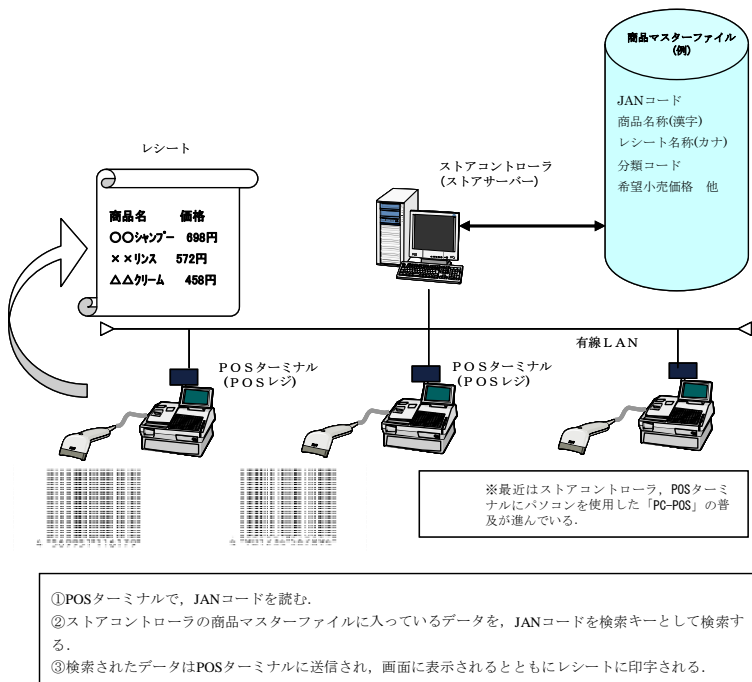 商品マスターファイル
(例)
JANコード
商品名称(漢字)
レシート名称(カナ)
分類コード
希望小売価格　他
レシート
商品名　価格
〇〇シャンプー　698円
××リンス　572円
△△クリーム　458円
ストアコントローラ
(ストアサーバー)
有線ＬＡＮ
ＰＯＳターミナル
(ＰＯＳレジ)
ＰＯＳターミナル
(ＰＯＳレジ)
※最近はストアコントローラ，POSターミ
ナルにパソコンを使用した「PC-POS」の普
及が進んでいる．
①POSターミナルで，JANコードを読む．
②ストアコントローラの商品マスターファイルに入っているデータを，JANコードを検索キーとして検索す
る．
③検索されたデータはPOSターミナルに送信され，画面に表示されるとともにレシートに印字される．